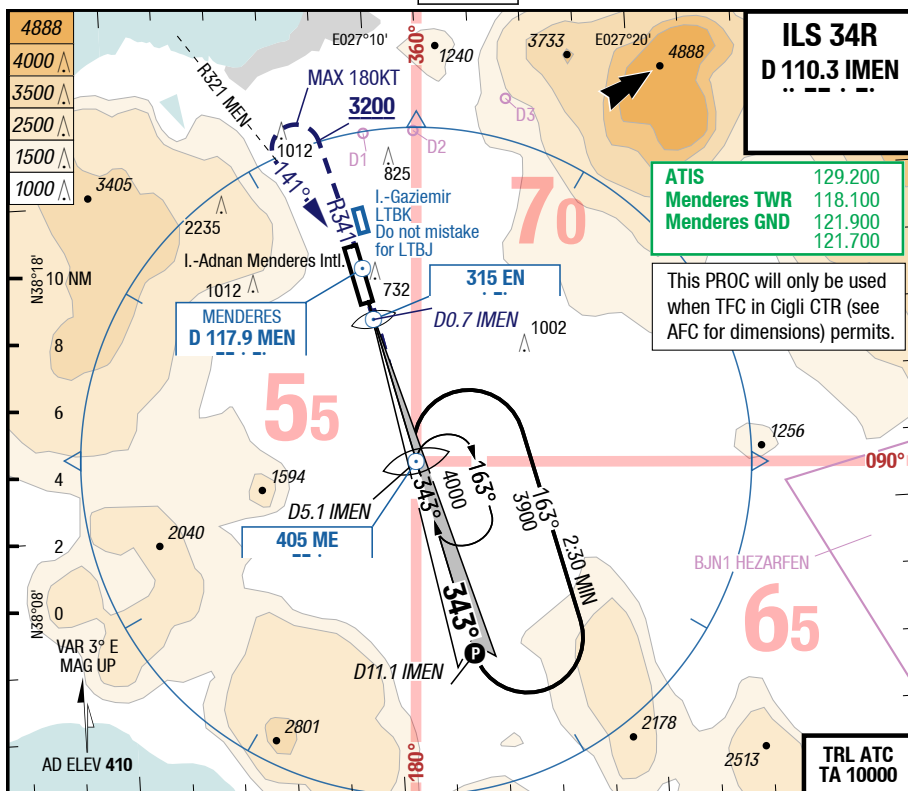 4888
4000
3500
2500
1500
1000
R321 MEN
E027°10'
MAX 180KT
3200
360°
1240
3733
E027°20'
4888
ILS 34R
D 110.3 IMEN
1012
141°
R341
D1
D2
D3
825
3405
2235
I.-Gaziemir
LTBK
Do not mistake
for LTBJ
70
ATIS 129.200
Menderes TWR 118.100
Menderes GND 121.900
121.700
N38°18'
10 NM
I.-Adnan Menderes Intl.
1012
732
315 EN
D0.7 IMEN
MENDERES
D 117.9 MEN
1002
This PROC will only be used
when TFC in Cigli CTR (see
AFC for dimensions) permits.
8
6
55
4
1594
D5.1 IMEN
343°
4000
163°
163°
3900
2:30 MIN
1256
090°
405 ME
2
2040
BJN1 HEZARFEN
N38°08'
0
343°
65
VAR 3° E
MAG UP
D11.1 IMEN
P
2801
180°
2178
2513
AD ELEV 410
TRL ATC
TA 10000